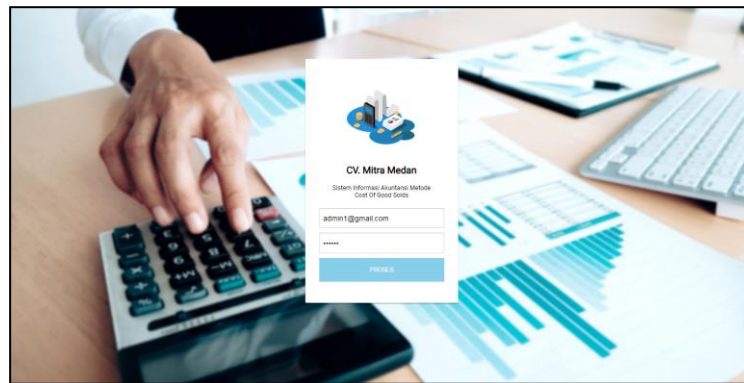 CV. Mitra Medan
Sistem Informasi Akuntansi Metode
Cost Of Good Solds
admin1@gmail.com
••••••
PROSES